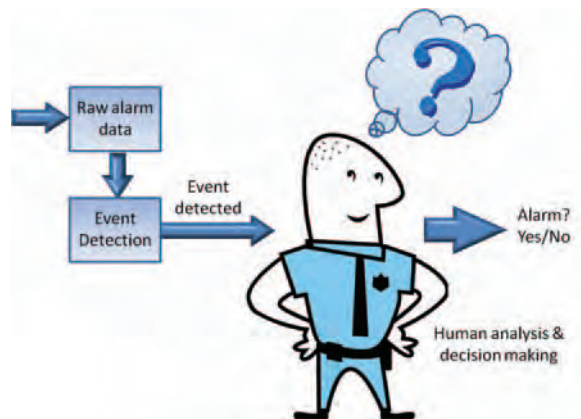 ?
Raw alarm
data
Event
detected
Event
Detection
Alarm?
Yes/No
Human analysis &
decision making